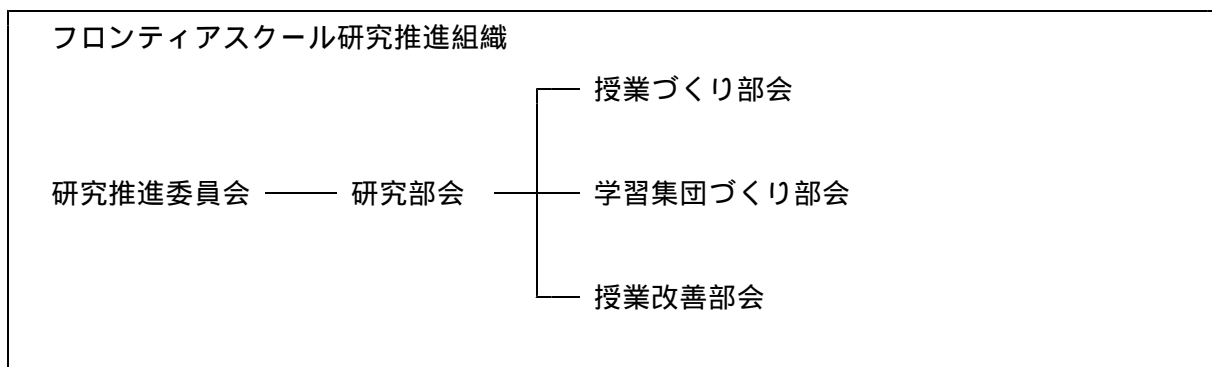 フロンティアスクール研究推進組織
授業づくり部会
研究推進委員会 研究部会 学習集団づくり部会
授業改善部会